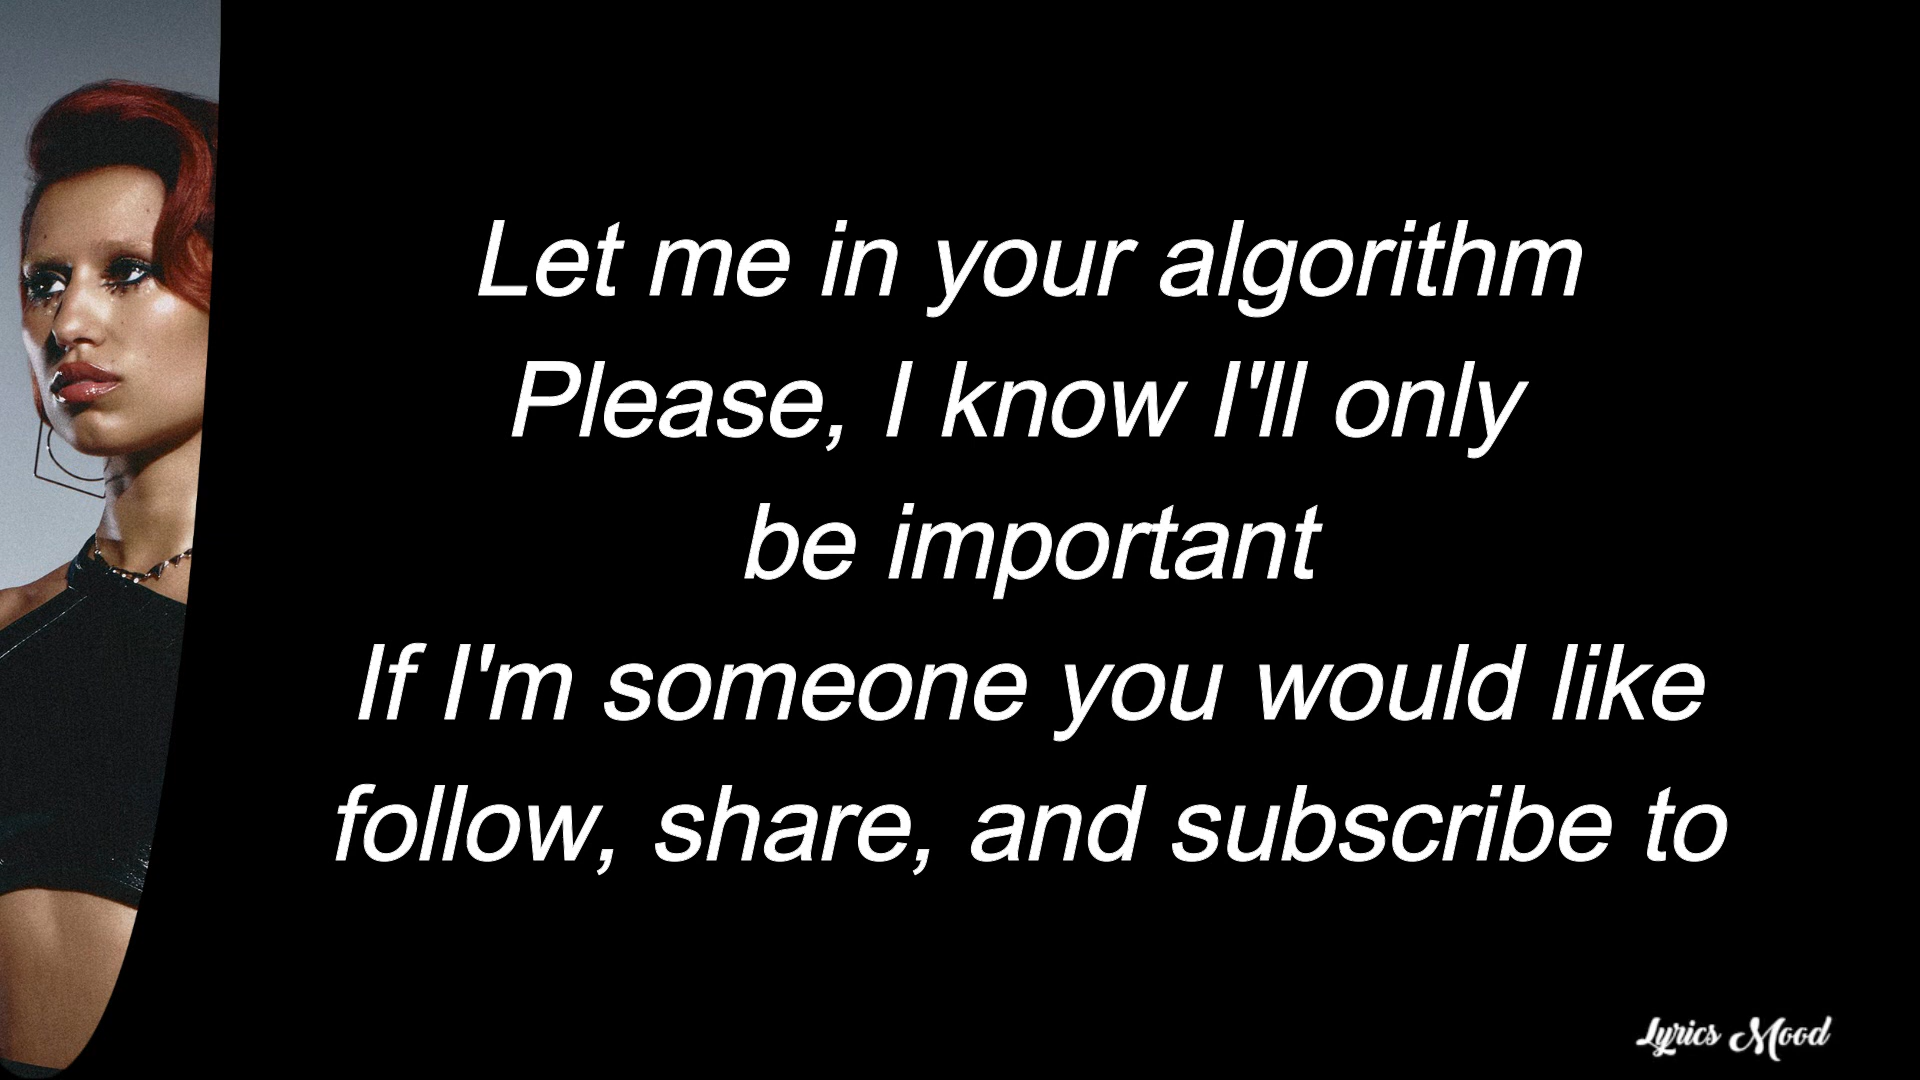 Let me in your algorithm
Please, I know I'll only
be important
If I'm someone you would like
follow, share, and subscribe to
Lyrics Mood